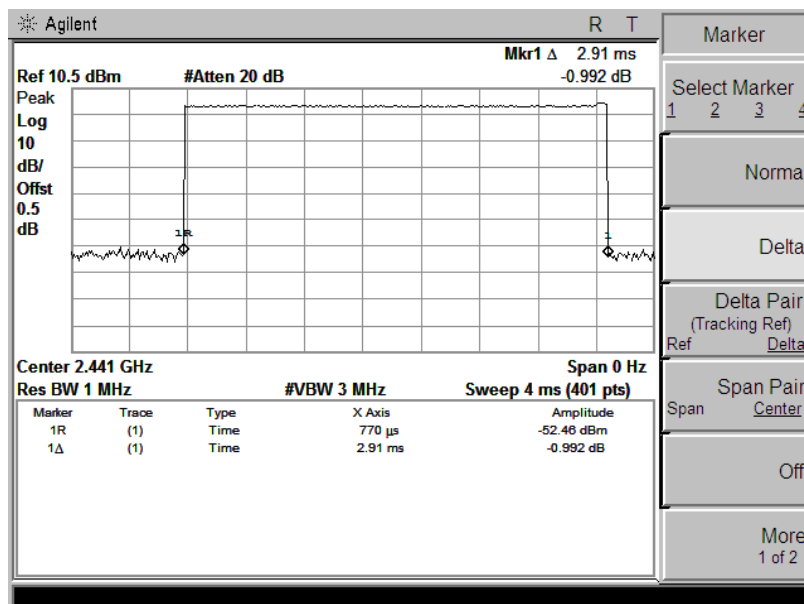 Agilent R T
Mkr1 Δ 2.91 ms
Ref 10.5 dBm #Atten 20 dB -0.992 dB
Peak
Log
10
dB/
Offst
0.5
dB
1R
1
Center 2.441 GHz Span 0 Hz
Res BW 1 MHz #VBW 3 MHz Sweep 4 ms (401 pts)
Marker Trace Type X Axis Amplitude
1R (1) Time 770 µs -52.46 dBm
1Δ (1) Time 2.91 ms -0.992 dB
Marker
Select Marker
1 2 3 4
Norma
Delta
Delta Pair
(Tracking Ref)
Ref Delta
Span Pair
Span Center
Off
More
1 of 2